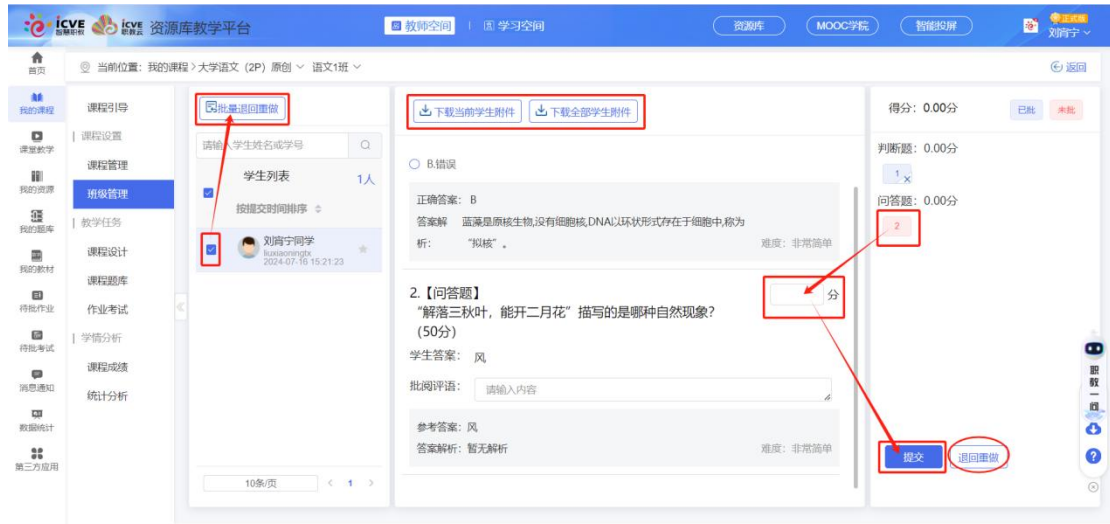 icve 智慧职教 icve 职教云 资源库教学平台 教师空间 学习空间 资源库 MOOC学院 智能投屏 正式版 刘宵宁
首页
当前位置：我的课程>大学语文（2P）原创 语文1班 返回
我的课程
课堂教学
我的资源
我的题库
我的教材
待批作业
待批考试
消息通知
数据统计
第三方应用
课程引导
课程设置
课程管理
班级管理
教学任务
课程设计
课程题库
作业考试
学情分析
课程成绩
统计分析
批量退回重做
请输入学生姓名或学号
学生列表 1人
按提交时间排序
刘宵宁同学
liuxiaoningtx
2024-07-16 15:21:23
10条/页 < 1 >
下载当前学生附件 下载全部学生附件
B.错误
正确答案：B
答案解析： 蓝藻是原核生物,没有细胞核,DNA以环状形式存在于细胞中,称为
“拟核”。 难度：非常简单
2.【问答题】 分
“解落三秋叶，能开二月花”描写的是哪种自然现象？
（50分）
学生答案： 风
批阅评语： 请输入内容
参考答案：风
答案解析：暂无解析 难度：非常简单
得分：0.00分 已批 未批
判断题：0.00分
1 ×
问答题：0.00分
2
提交 退回重做
职教一问